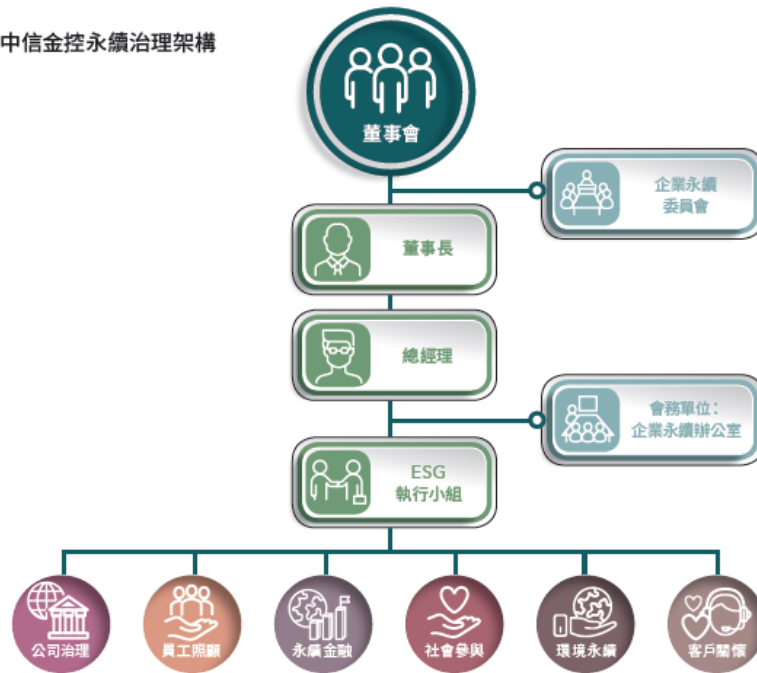 中信金控永續治理架構
董事會
企業永續
委員會
董事長
總經理
會務單位：
企業永續辦公室
ESG
執行小組
公司治理
員工照顧
永續金融
社會參與
環境永續
客戶關懷